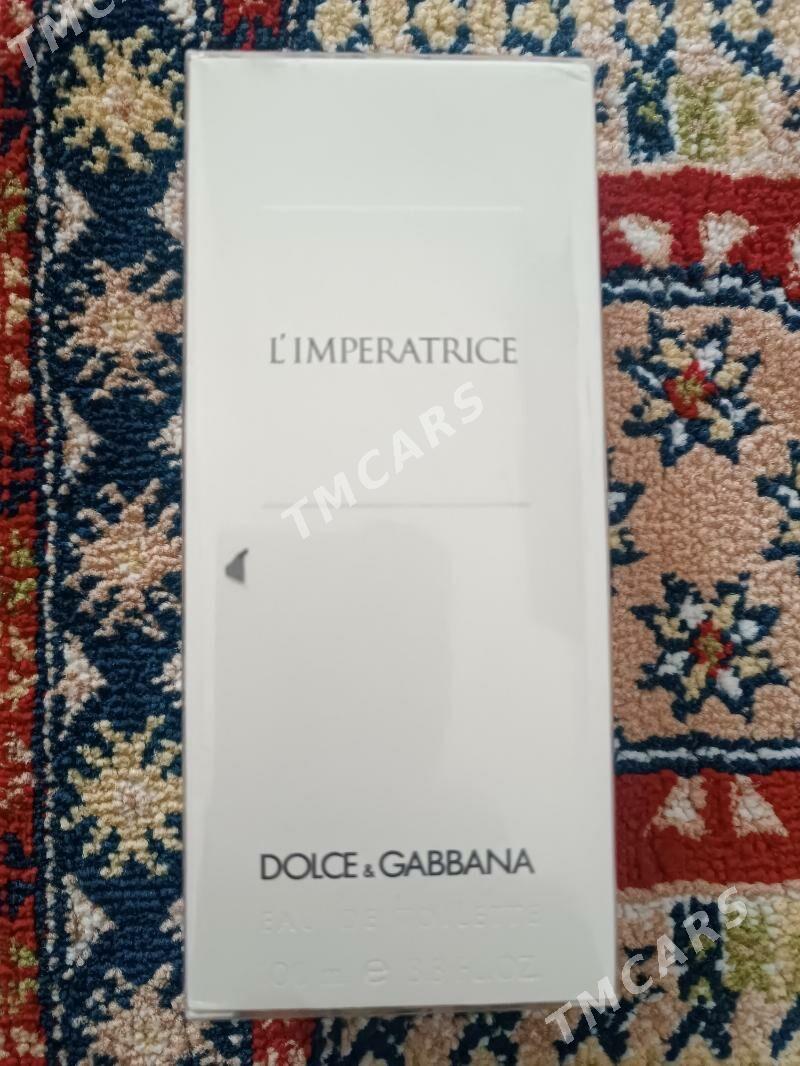 TMCARS
L'IMPERATRICE
TMCARS
DOLCE & GABBANA
EAU DE TOILETTE
TMCARS